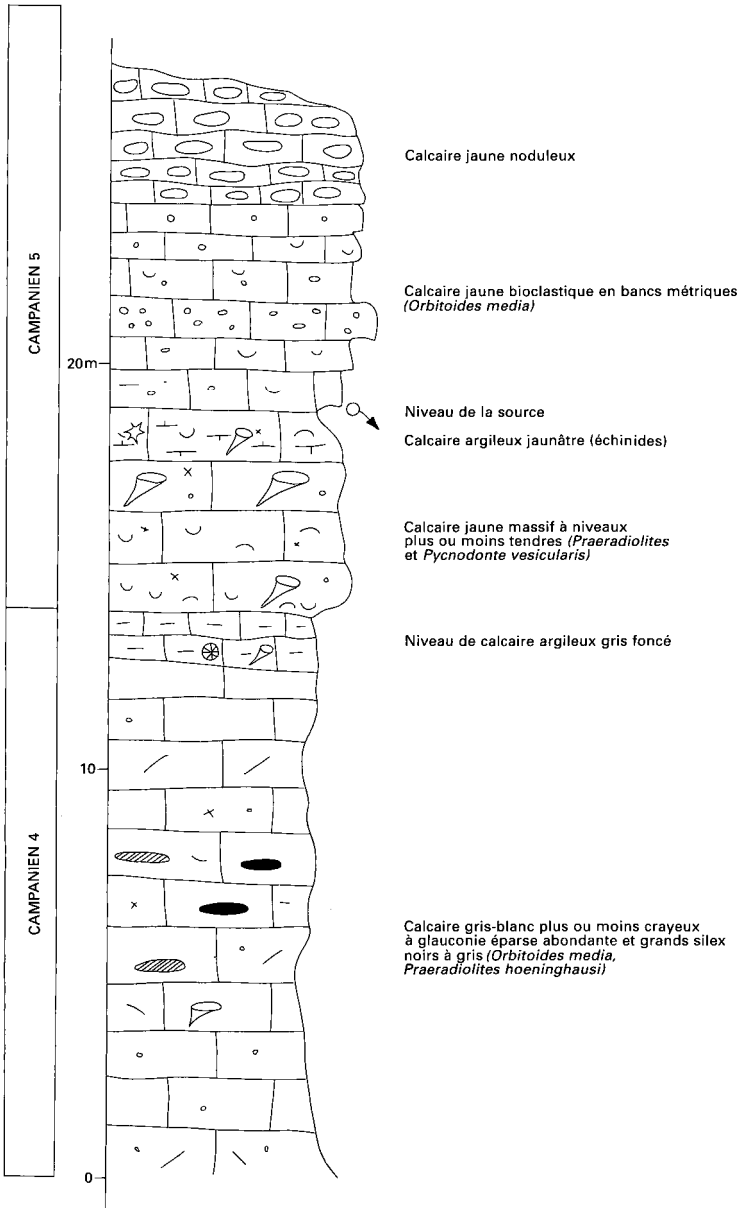 Calcaire jaune noduleux
CAMPANIEN 5
Calcaire jaune bioclastique en bancs métriques
(Orbitoides media)
20m
Niveau de la source
Calcaire argileux jaunâtre (échinides)
Calcaire jaune massif à niveaux
plus ou moins tendres (Praeradiolites
et Pycnodonte vesicularis)
Niveau de calcaire argileux gris foncé
10
CAMPANIEN 4
Calcaire gris-blanc plus ou moins crayeux
à glauconie éparse abondante et grands silex
noirs à gris (Orbitoides media,
Praeradiolites hoeninghausi)
0